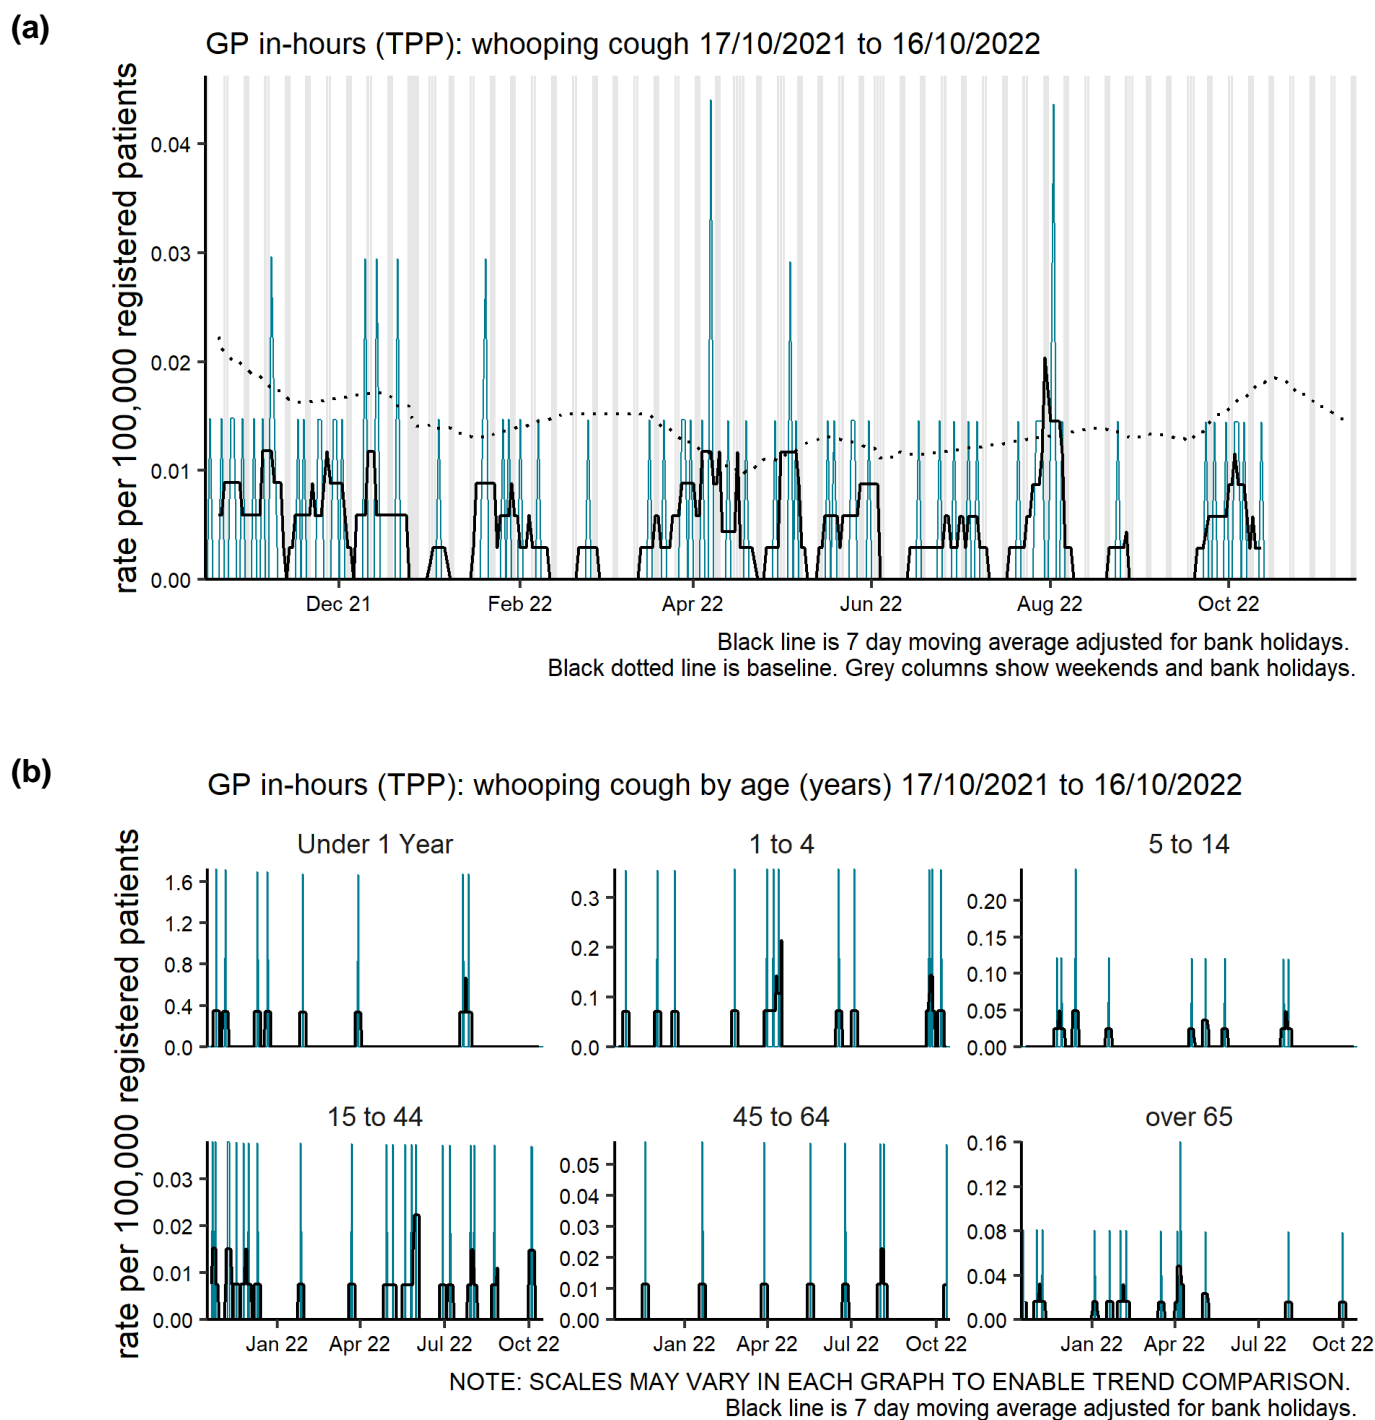 (a)
GP in-hours (TPP): whooping cough 17/10/2021 to 16/10/2022
rate per 100,000 registered patients
0.04
0.03
0.02
0.01
0.00
Dec 21 Feb 22 Apr 22 Jun 22 Aug 22 Oct 22
Black line is 7 day moving average adjusted for bank holidays.
Black dotted line is baseline. Grey columns show weekends and bank holidays.
(b)
GP in-hours (TPP): whooping cough by age (years) 17/10/2021 to 16/10/2022
rate per 100,000 registered patients
Under 1 Year
1.6
1.2
0.8
0.4
0.0
1 to 4
0.3
0.2
0.1
0.0
5 to 14
0.20
0.15
0.10
0.05
0.00
15 to 44
0.03
0.02
0.01
0.00
Jan 22 Apr 22 Jul 22 Oct 22
45 to 64
0.05
0.04
0.03
0.02
0.01
0.00
Jan 22 Apr 22 Jul 22 Oct 22
over 65
0.16
0.12
0.08
0.04
0.00
Jan 22 Apr 22 Jul 22 Oct 22
NOTE: SCALES MAY VARY IN EACH GRAPH TO ENABLE TREND COMPARISON.
Black line is 7 day moving average adjusted for bank holidays.